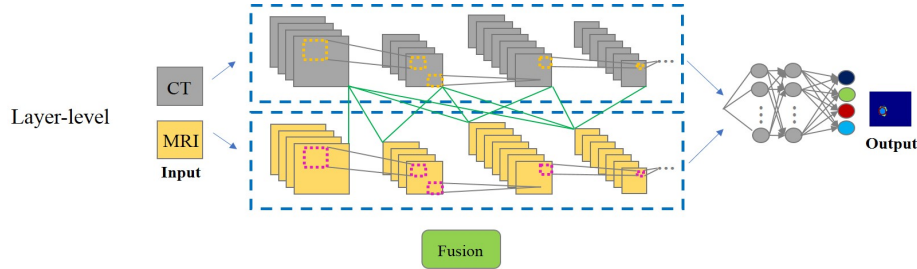 Layer-level
CT
MRI
Input
Output
Fusion